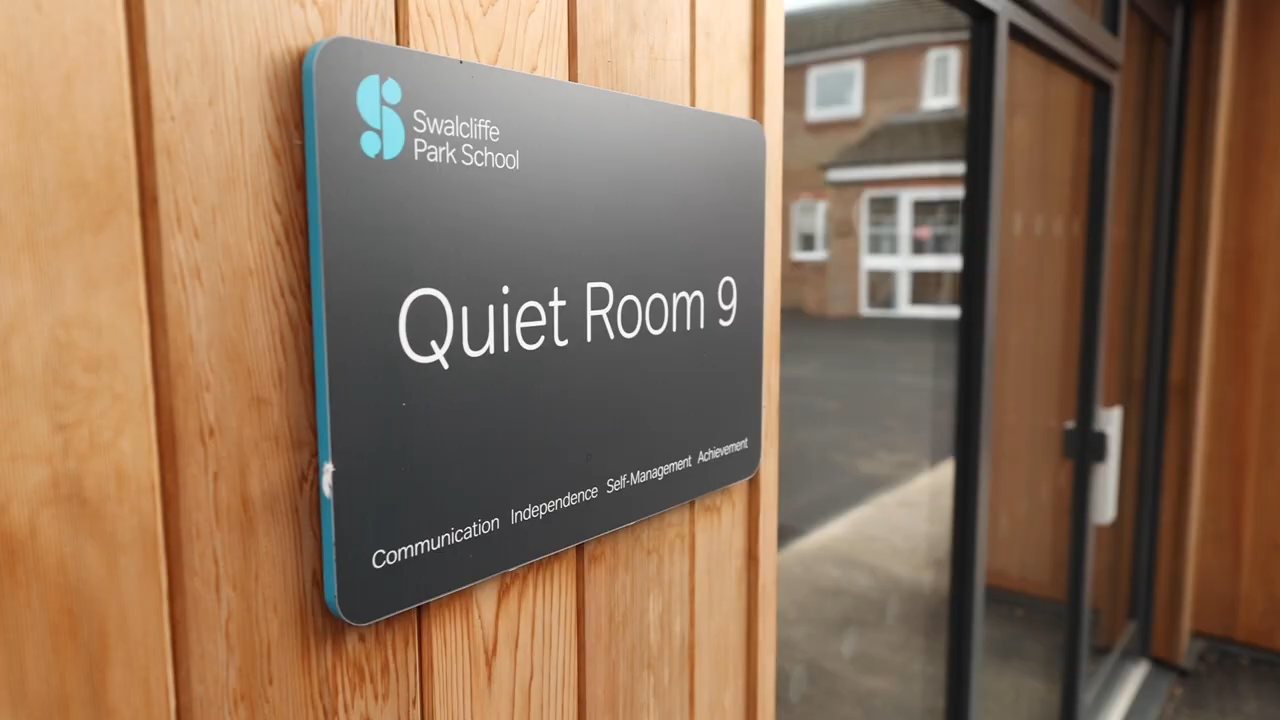 Swalcliffe
Park School
Quiet Room 9
Communication Independence Self-Management Achievement